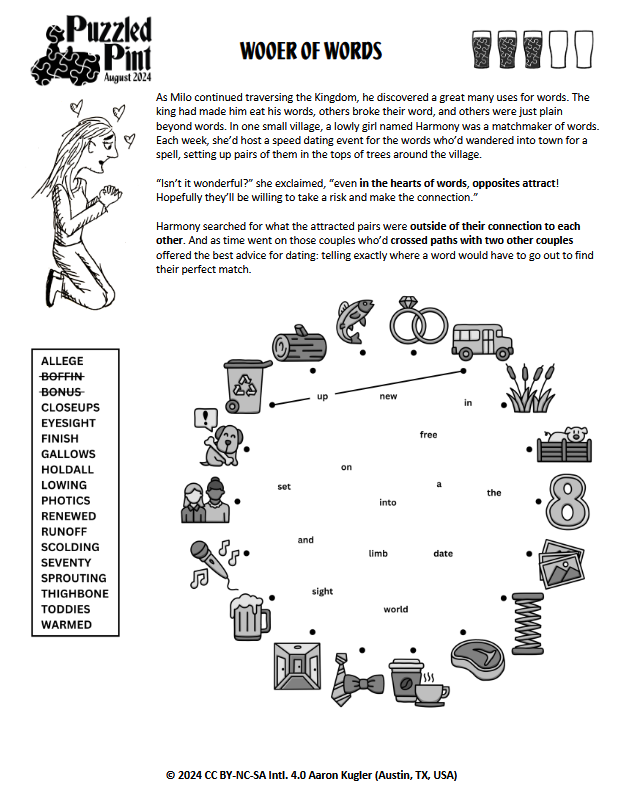 Puzzled
Pint
August 2024
WOOER OF WORDS
As Milo continued traversing the Kingdom, he discovered a great many uses for words. The
king had made him eat his words, others broke their word, and others were just plain
beyond words. In one small village, a lowly girl named Harmony was a matchmaker of words.
Each week, she’d host a speed dating event for the words who’d wandered into town for a
spell, setting up pairs of them in the tops of trees around the village.
“Isn’t it wonderful?” she exclaimed, “even in the hearts of words, opposites attract!
Hopefully they’ll be willing to take a risk and make the connection.”
Harmony searched for what the attracted pairs were outside of their connection to each
other. And as time went on those couples who’d crossed paths with two other couples
offered the best advice for dating: telling exactly where a word would have to go out to find
their perfect match.
ALLEGE
BOFFIN
BONUS
CLOSEUPS
EYESIGHT
FINISH
GALLOWS
HOLDALL
LOWING
PHOTICS
RENEWED
RUNOFF
SCOLDING
SEVENTY
SPROUTING
THIGHBONE
TODDIES
WARMED
!
up
new
in
free
on
set
a
the
8
into
and
limb
date
sight
world
© 2024 CC BY-NC-SA Intl. 4.0 Aaron Kugler (Austin, TX, USA)